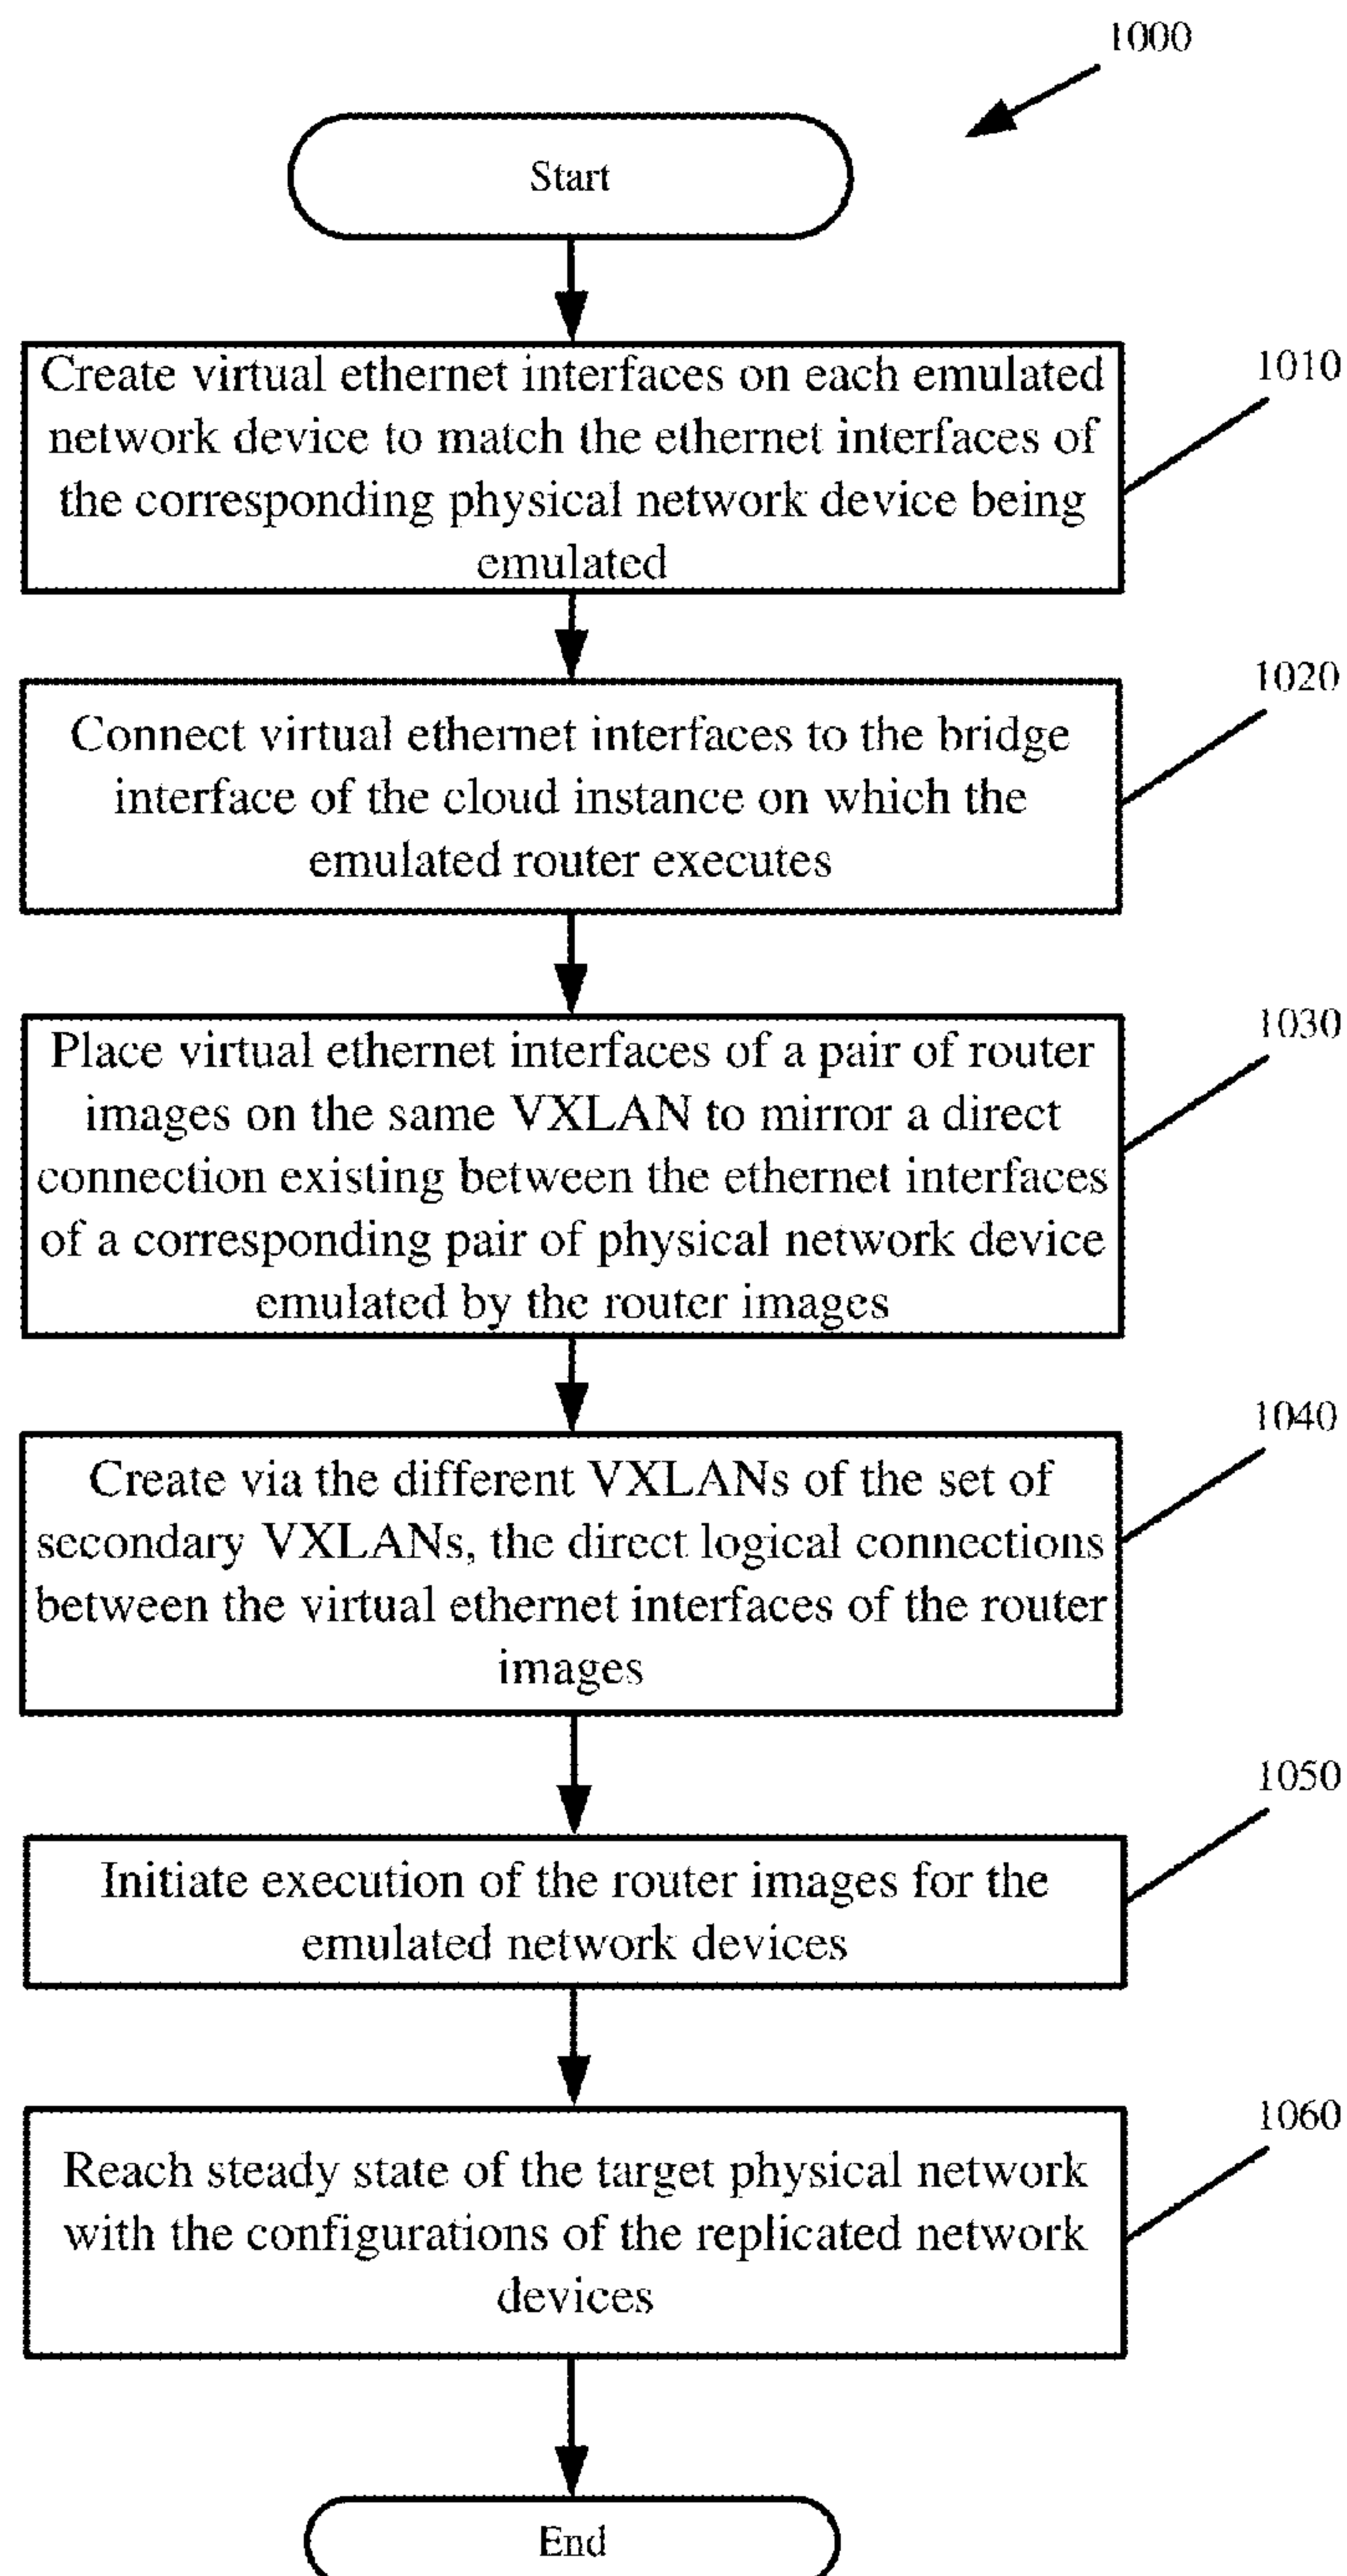 1000
Start
1010
Create virtual ethernet interfaces on each emulated
network device to match the ethernet interfaces of
the corresponding physical network device being
emulated
1020
Connect virtual ethernet interfaces to the bridge
interface of the cloud instance on which the
emulated router executes
1030
Place virtual ethernet interfaces of a pair of router
images on the same VXLAN to mirror a direct
connection existing between the ethernet interfaces
of a corresponding pair of physical network device
emulated by the router images
1040
Create via the different VXLANs of the set of
secondary VXLANs, the direct logical connections
between the virtual ethernet interfaces of the router
images
1050
Initiate execution of the router images for the
emulated network devices
1060
Reach steady state of the target physical network
with the configurations of the replicated network
devices
End